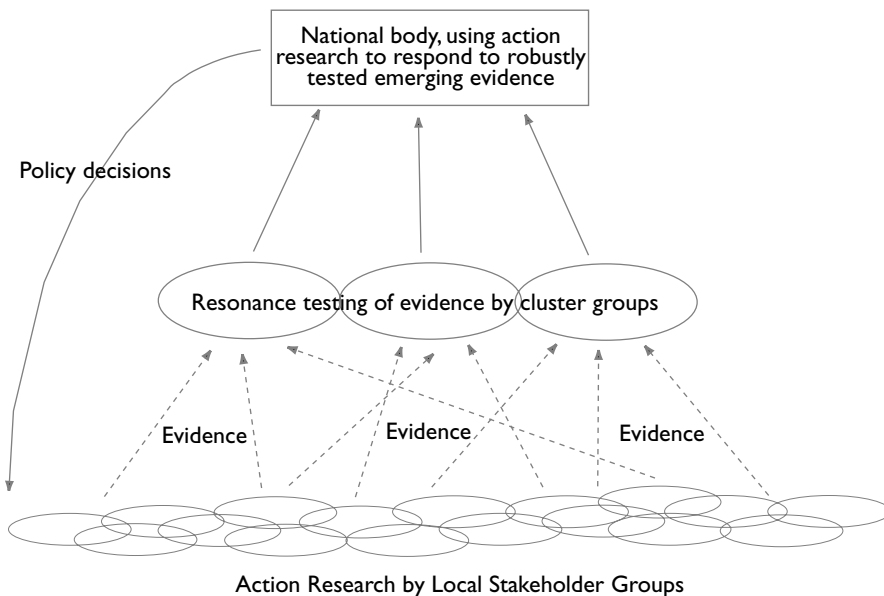 National body, using action
research to respond to robustly
tested emerging evidence
Policy decisions
Resonance testing of evidence by cluster groups
Evidence
Evidence
Evidence
Action Research by Local Stakeholder Groups